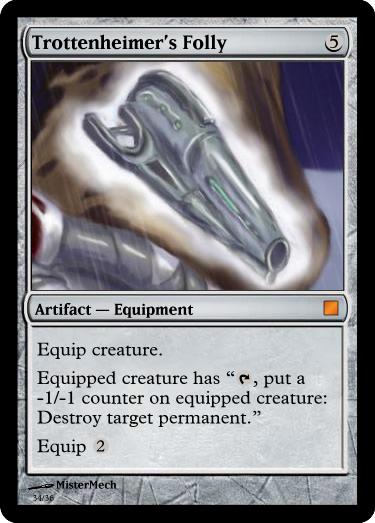 Trottenheimer's Folly 5
Artifact — Equipment
Equip creature.
Equipped creature has “, put a
-1/-1 counter on equipped creature:
Destroy target permanent.”
Equip 2
MisterMech
34/36